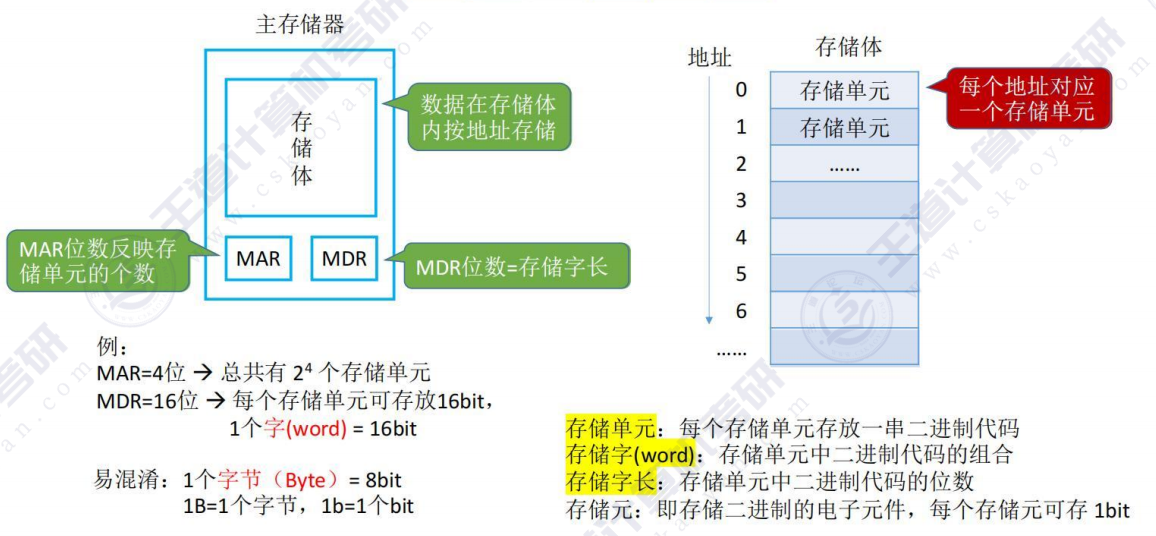 主存储器
存
储
体
数据在存储体
内按地址存储
MAR位数反映存
储单元的个数
MAR
MDR
MDR位数=存储字长
例：
MAR=4位 → 总共有 2⁴ 个存储单元
MDR=16位 → 每个存储单元可存放16bit，
1个字(word) = 16bit
易混淆：1个字节（Byte）= 8bit
1B=1个字节，1b=1个bit
地址
存储体
0 存储单元
1 存储单元
2 ......
3
4
5
6
......
每个地址对应
一个存储单元
存储单元：每个存储单元存放一串二进制代码
存储字(word)：存储单元中二进制代码的组合
存储字长：存储单元中二进制代码的位数
存储元：即存储二进制的电子元件，每个存储元可存 1bit
王道计算机考研
www.cskaoyan.com